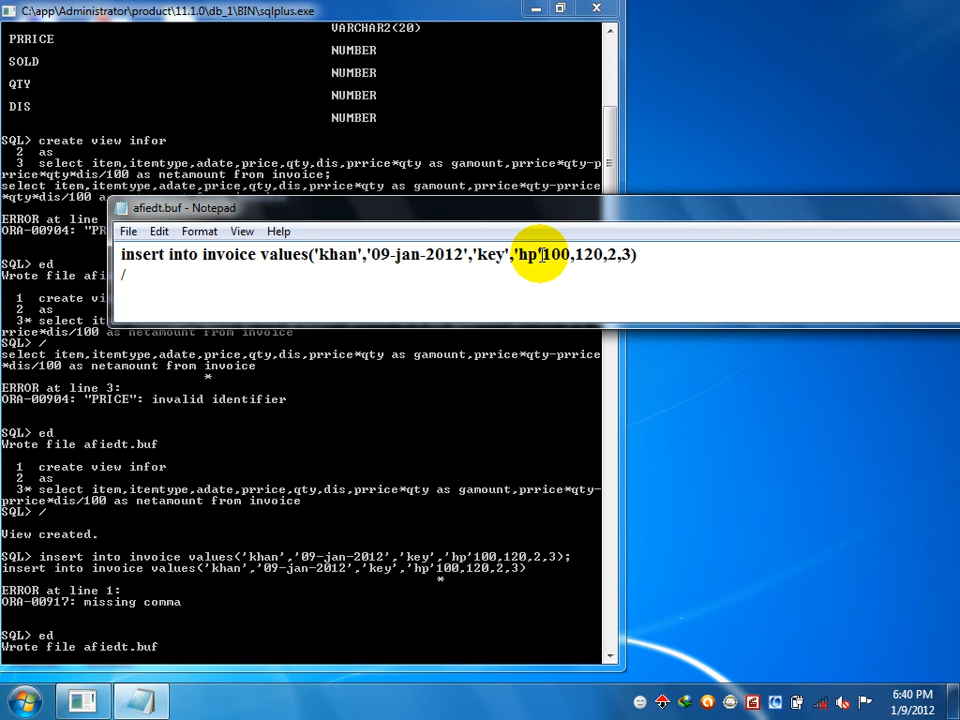 C:\app\Administrator\product\11.1.0\db_1\BIN\sqlplus.exe
VARCHAR2(20)
PRRICE
NUMBER
SOLD
NUMBER
QTY
NUMBER
DIS
NUMBER
SQL> create view infor
2 as
3 select item,itemtype,adate,price,qty,dis,prrice*qty as gamount,prrice*qty-p
rrice*qty*dis/100 as netamount from invoice;
select item,itemtype,adate,price,qty,dis,prrice*qty as gamount,prrice*qty-prrice
*qty*dis/100 a
ERROR at line
ORA-00904: "P
SQL> ed
Wrote file afie
1 create vi
2 as
3* select it
afiedt.buf - Notepad
File Edit Format View Help
insert into invoice values('khan','09-jan-2012','key','hp'100,120,2,3)
/
prrice*dis/100 as netamount from invoice
SQL> /
select item,itemtype,adate,price,qty,dis,prrice*qty as gamount,prrice*qty-prrice
*dis/100 as netamount from invoice
*
ERROR at line 3:
ORA-00904: "PRICE": invalid identifier
SQL> ed
Wrote file afiedt.buf
1 create view infor
2 as
3* select item,itemtype,adate,prrice,qty,dis,prrice*qty as gamount,prrice*qty-
prrice*dis/100 as netamount from invoice
SQL> /
View created.
SQL> insert into invoice values('khan','09-jan-2012','key','hp'100,120,2,3);
insert into invoice values('khan','09-jan-2012','key','hp'100,120,2,3)
*
ERROR at line 1:
ORA-00917: missing comma
SQL> ed
Wrote file afiedt.buf
6:40 PM
1/9/2012